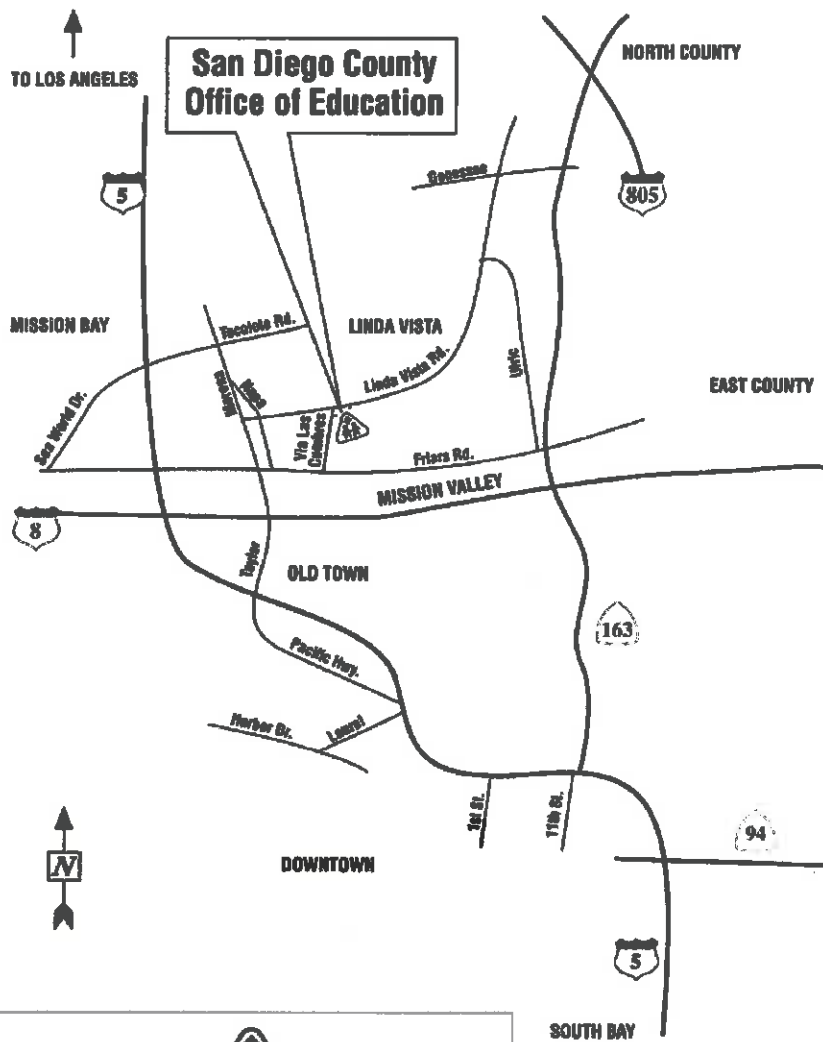 TO LOS ANGELES
San Diego County
Office of Education
NORTH COUNTY
5
805
Genessee
MISSION BAY
Tecolote Rd.
LINDA VISTA
Linda Vista Rd.
Ulric
EAST COUNTY
Sea World Dr.
Morena
Napa
Via Las
Cumbres
Friars Rd.
MISSION VALLEY
8
Taylor
OLD TOWN
163
Pacific Hwy.
Harbor Dr.
Laurel
1st St.
11th St.
94
N
DOWNTOWN
5
SOUTH BAY